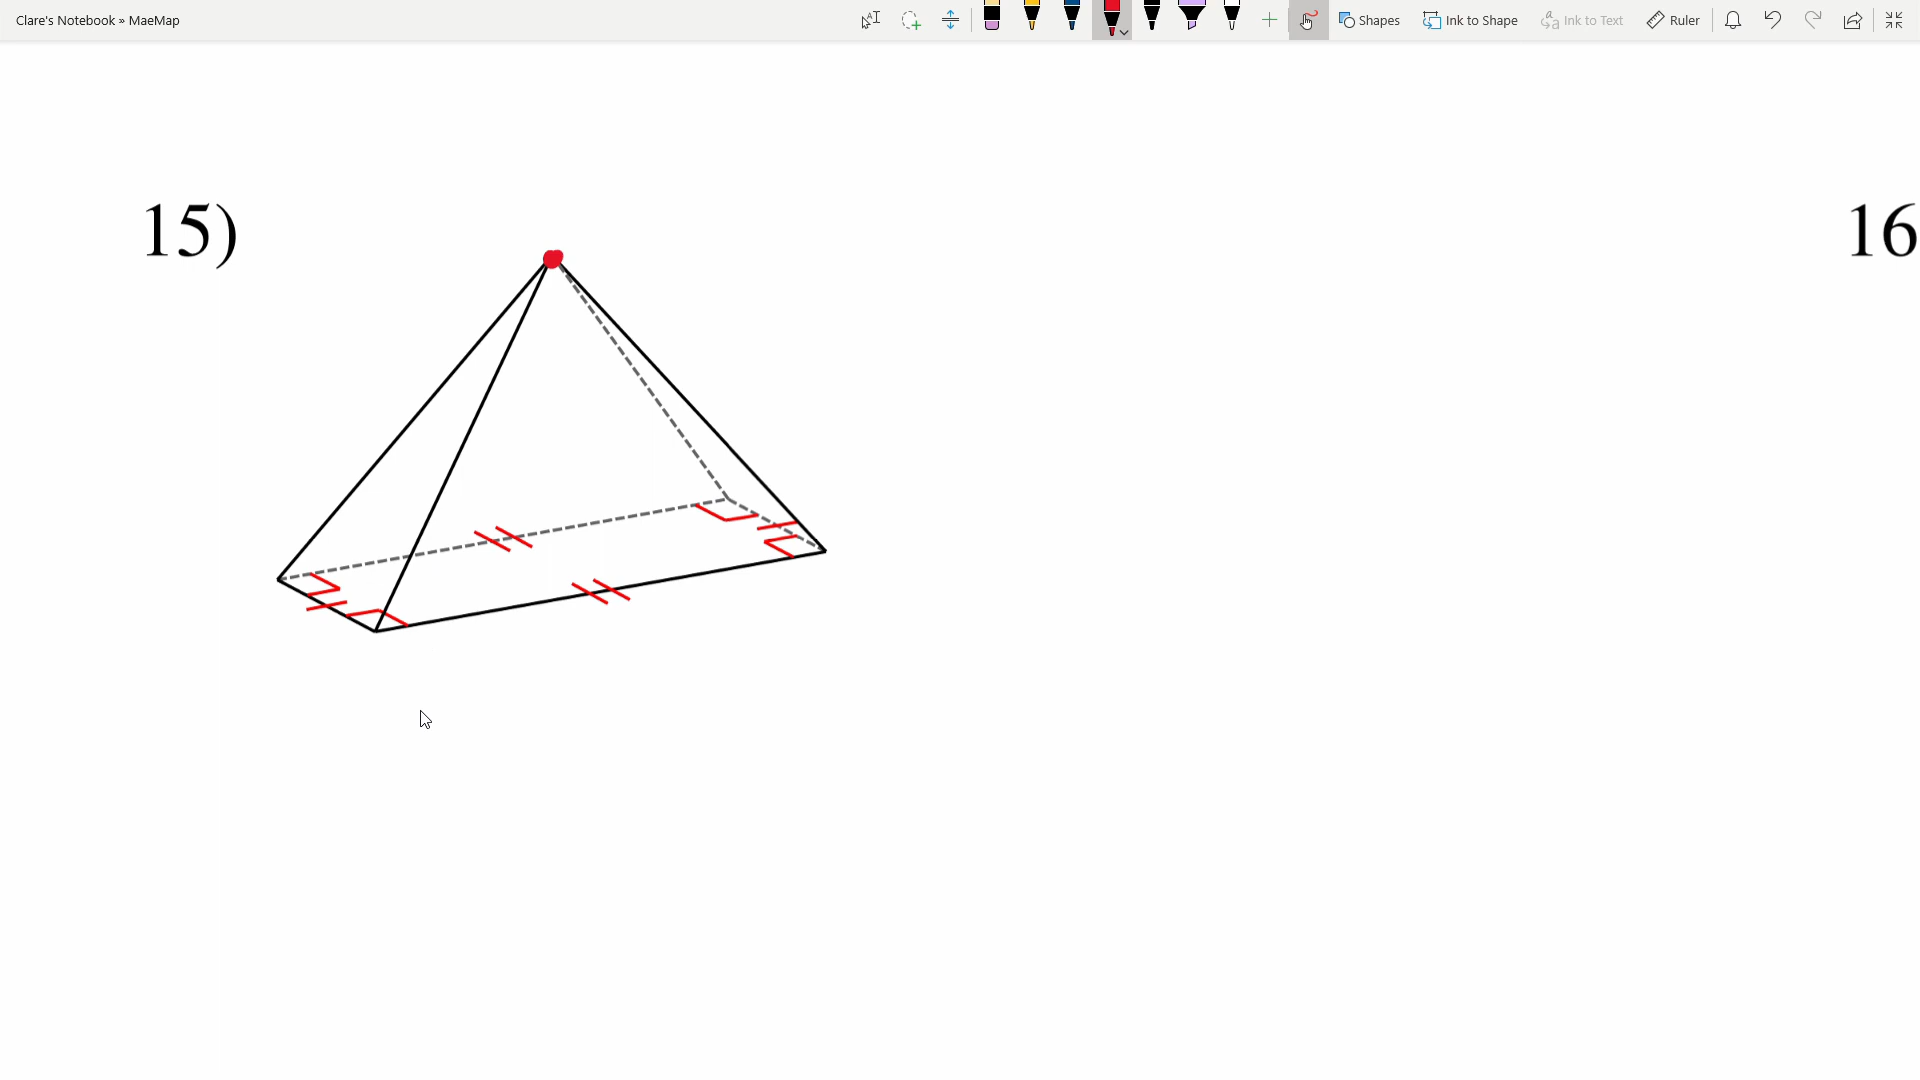 Clare's Notebook » MaeMap
Shapes
Ink to Shape
Ink to Text
Ruler
15)
16